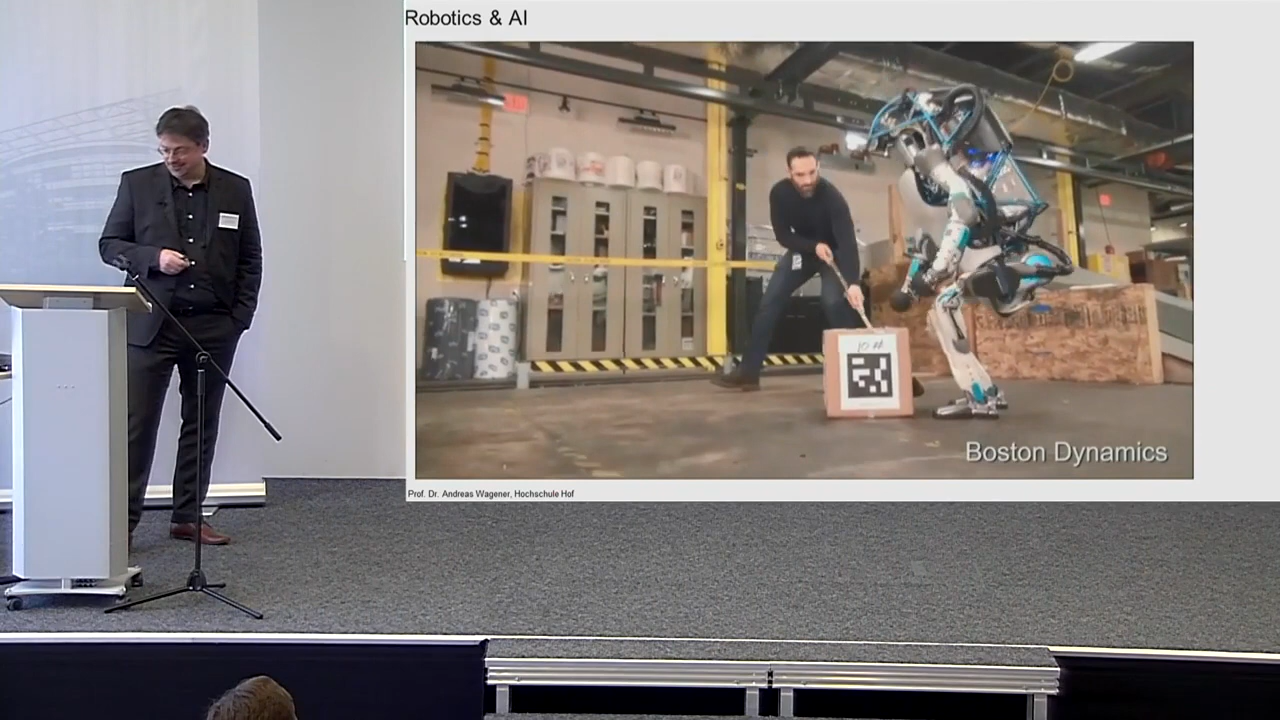 Robotics & AI
Boston Dynamics
Prof. Dr. Andreas Wagener, Hochschule Hof